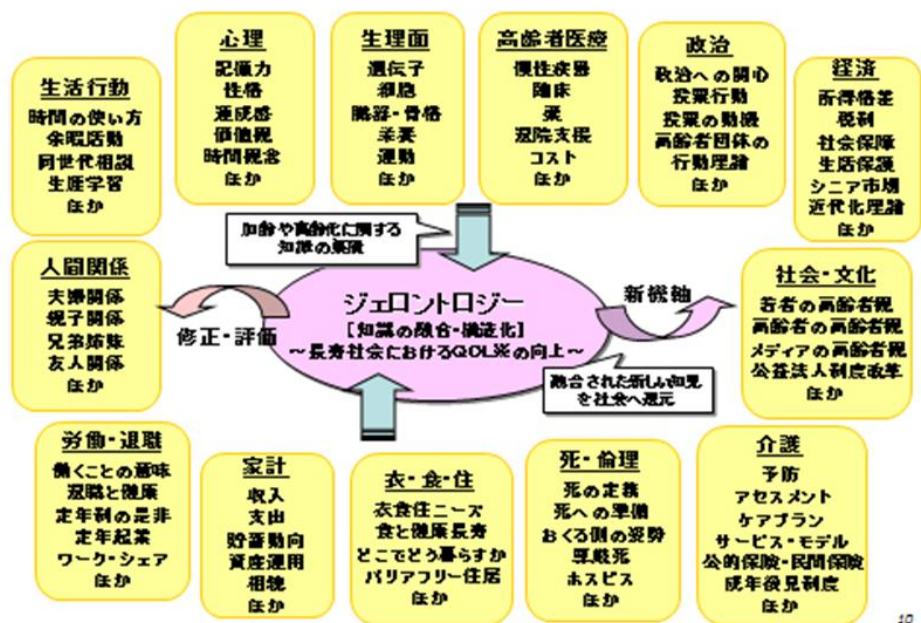 心理
記憶力
性格
達成感
価値観
時間観念
ほか
生理面
遺伝子
細胞
臓器・骨格
栄養
運動
ほか
高齢者医療
慢性疾患
臨床
薬
退院支援
コスト
ほか
政治
政治への関心
投票行動
投票の動機
高齢者団体の
行動理論
ほか
経済
所得格差
税制
社会保障
生活保護
シニア市場
近代化理論
ほか
生活行動
時間の使い方
余暇活動
同世代相談
生涯学習
ほか
加齢や高齢化に関する
知識の集積
人間関係
夫婦関係
親子関係
兄弟姉妹
友人関係
ほか
修正・評価
ジェロントロジー
【知識の融合・構造化】
～長寿社会におけるQOL※の向上～
新機軸
社会・文化
若者の高齢者観
高齢者の高齢者観
メディアの高齢者観
公益法人制度改革
ほか
融合された新しい知見
を社会へ還元
労働・退職
働くことの意味
退職と健康
定年制の是非
定年起業
ワーク・シェア
ほか
家計
収入
支出
貯蓄動向
資産運用
相続
ほか
衣・食・住
衣食住ニーズ
食と健康長寿
どこでどう暮らすか
バリアフリー住居
ほか
死・倫理
死の定義
死への準備
おくる側の姿勢
尊厳死
ホスピス
ほか
介護
予防
アセスメント
ケアプラン
サービス・モデル
公的保険・民間保険
成年後見制度
ほか
10